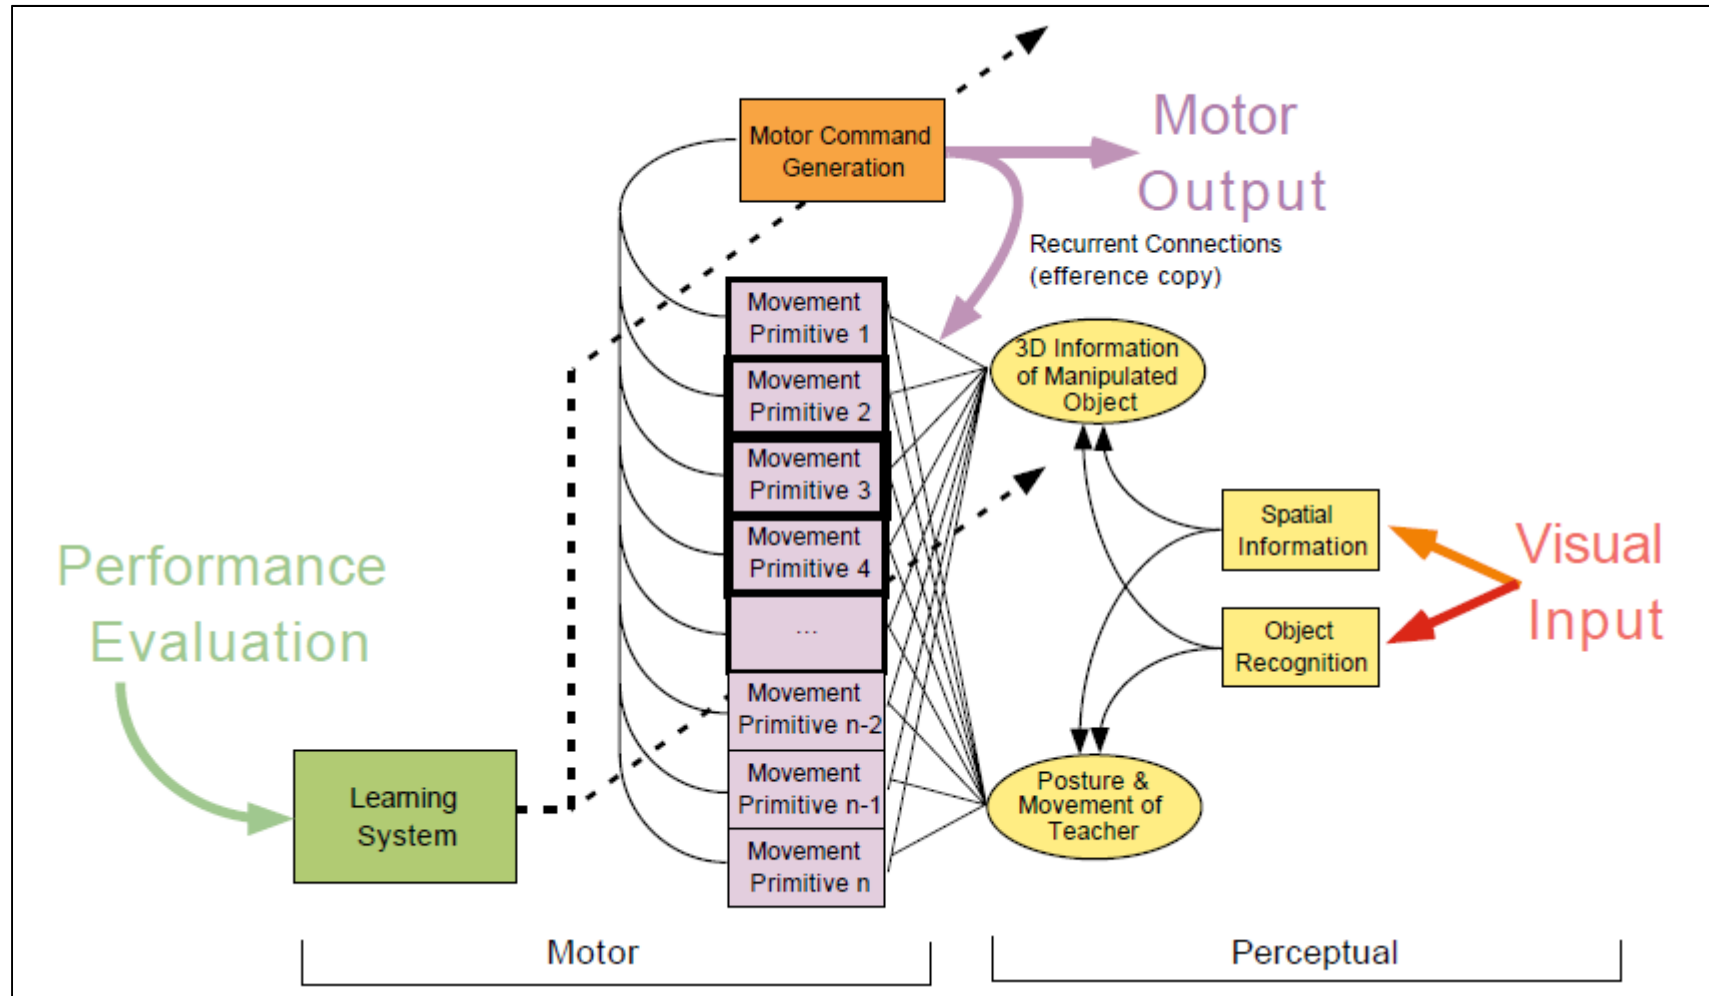 Motor Command
Generation
Motor
Output
Recurrent Connections
(efference copy)
Movement
Primitive 1
Movement
Primitive 2
Movement
Primitive 3
Movement
Primitive 4
...
Movement
Primitive n-2
Movement
Primitive n-1
Movement
Primitive n
3D Information
of Manipulated
Object
Spatial
Information
Object
Recognition
Visual
Input
Posture &
Movement of
Teacher
Performance
Evaluation
Learning
System
Motor
Perceptual